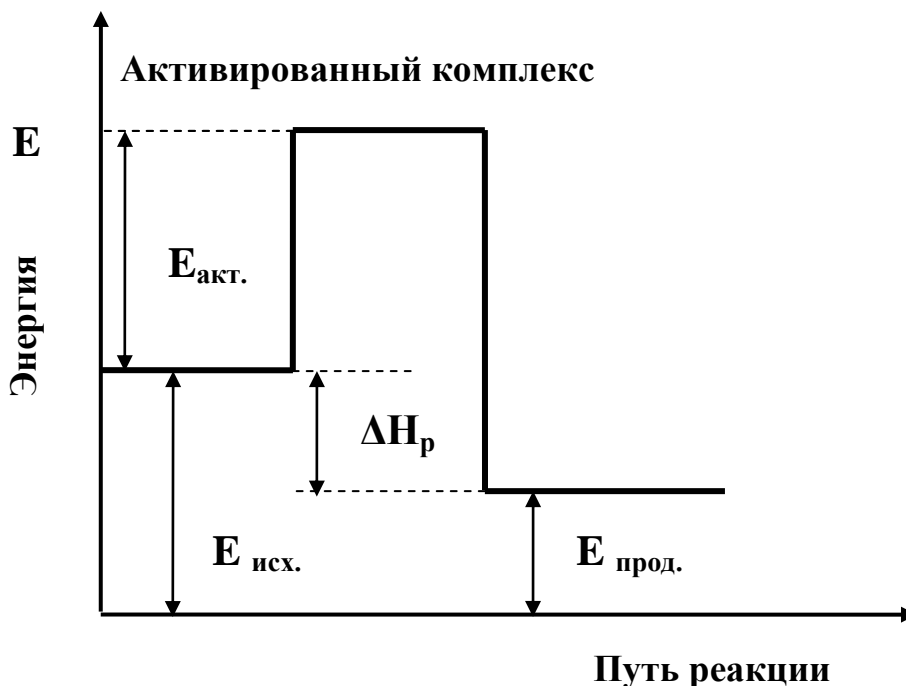 Активированный комплекс
E
Энергия
Eакт.
ΔHр
E исх.
E прод.
Путь реакции